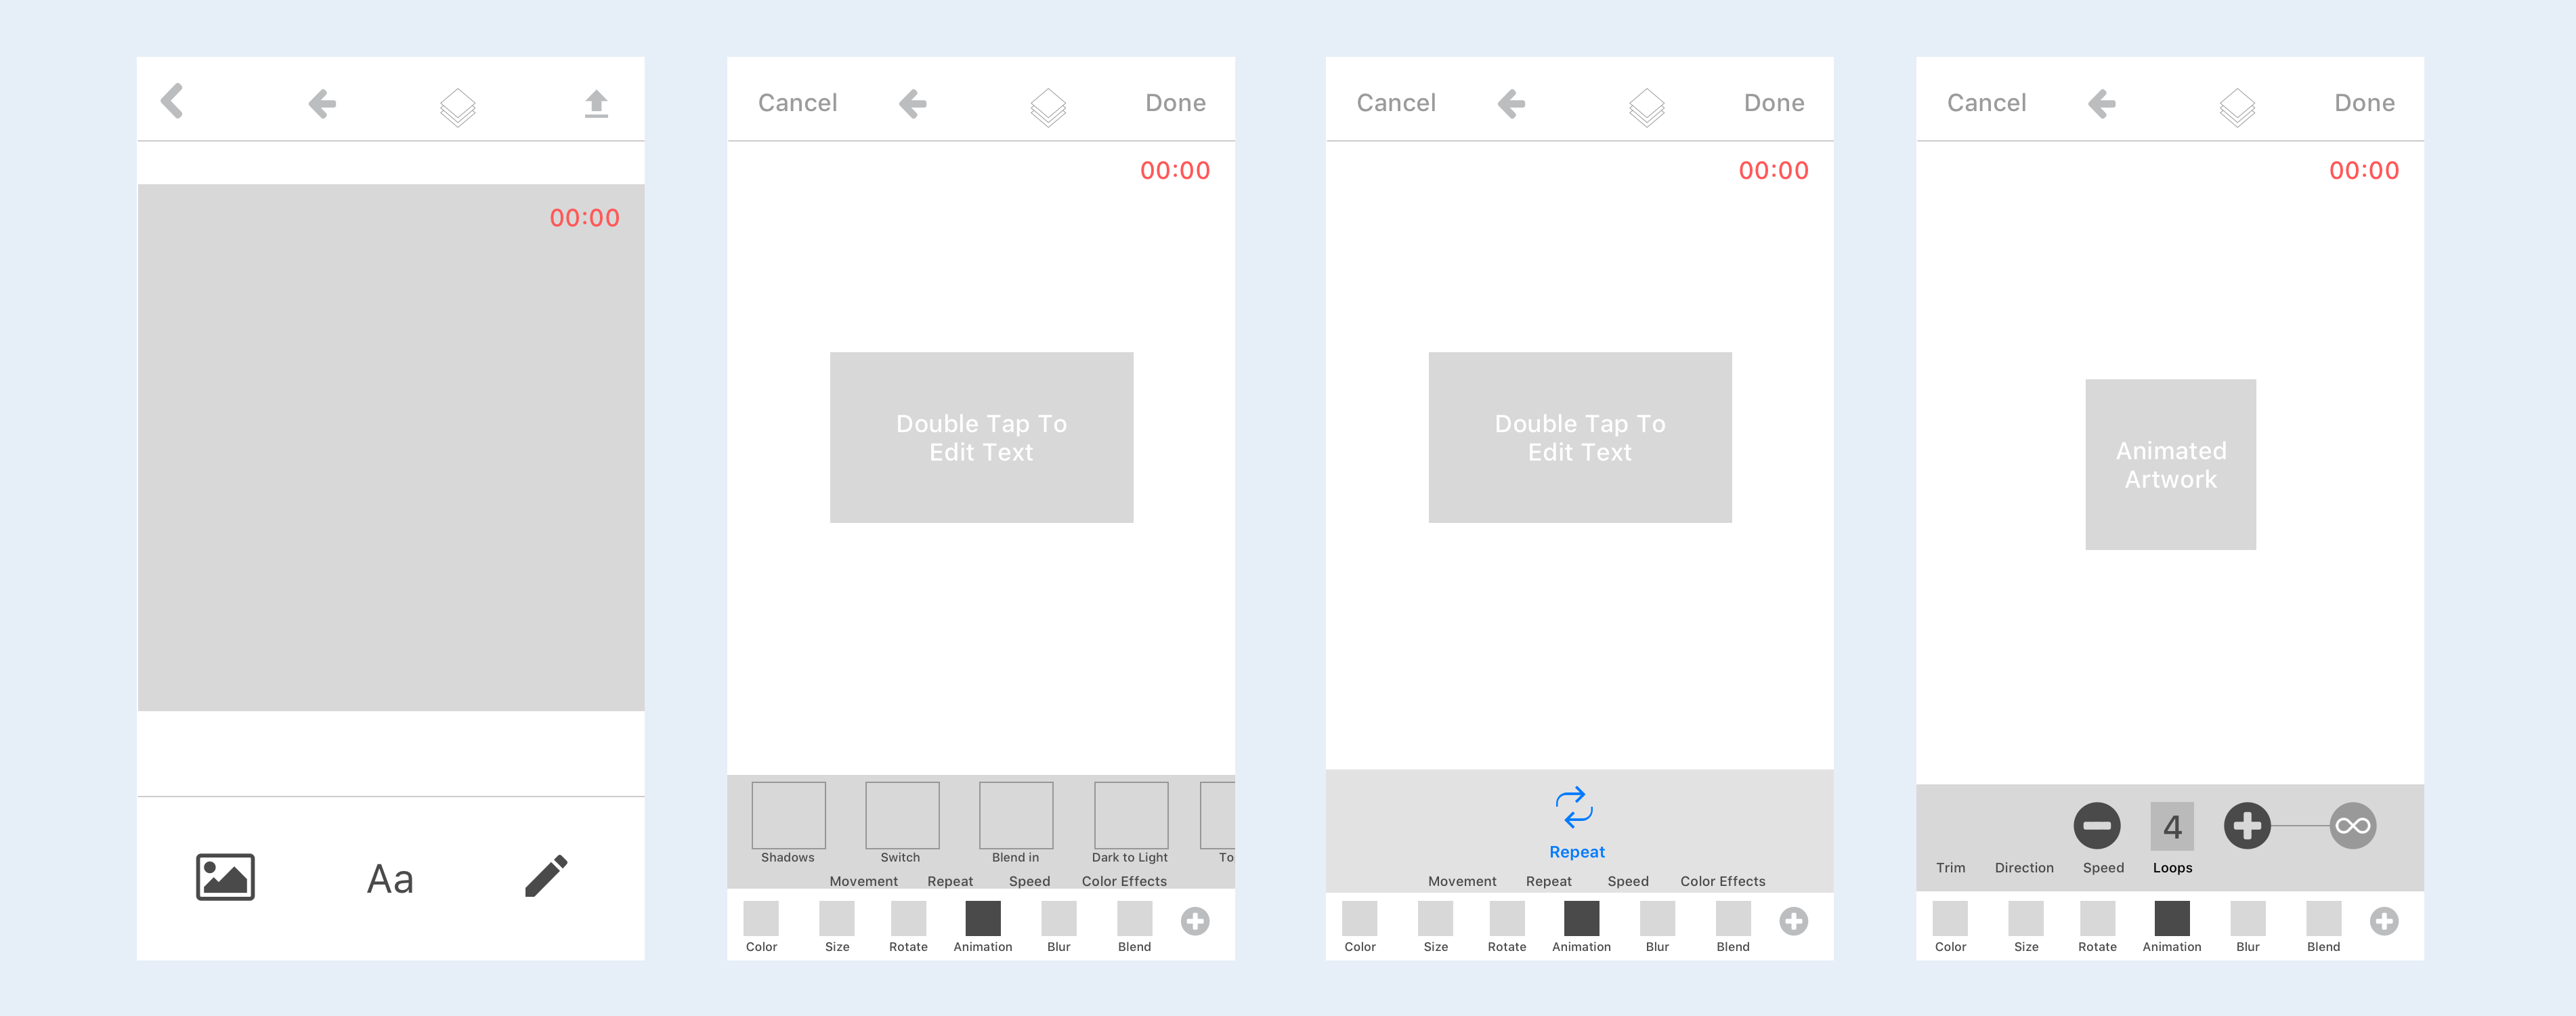 00:00
Aa
Cancel
Done
00:00
Double Tap To
Edit Text
Shadows
Switch
Blend in
Dark to Light
To
Movement
Repeat
Speed
Color Effects
Color
Size
Rotate
Animation
Blur
Blend
Cancel
Done
00:00
Double Tap To
Edit Text
Repeat
Movement
Repeat
Speed
Color Effects
Color
Size
Rotate
Animation
Blur
Blend
Cancel
Done
00:00
Animated
Artwork
4
Trim
Direction
Speed
Loops
Color
Size
Rotate
Animation
Blur
Blend